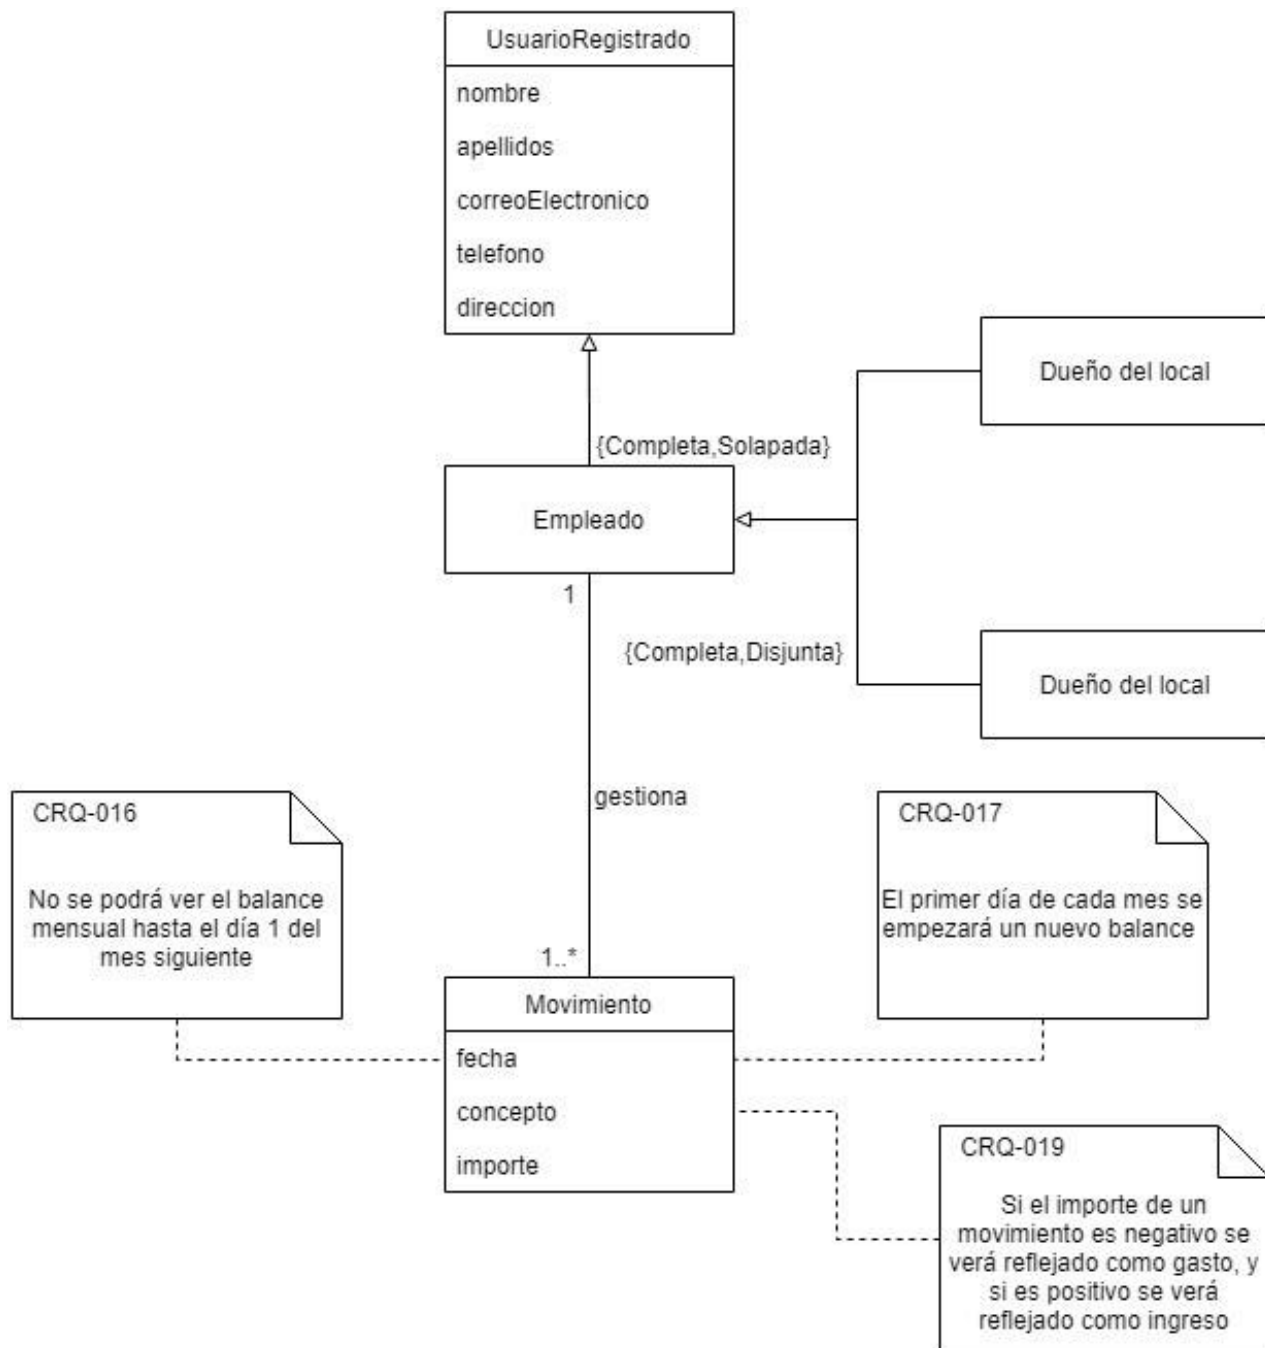 UsuarioRegistrado
nombre
apellidos
correoElectronico
telefono
direccion
Dueño del local
{Completa,Solapada}
Empleado
1
{Completa,Disjunta}
Dueño del local
gestiona
CRQ-016
No se podrá ver el balance
mensual hasta el día 1 del
mes siguiente
CRQ-017
El primer día de cada mes se
empezará un nuevo balance
1..*
Movimiento
fecha
concepto
importe
CRQ-019
Si el importe de un
movimiento es negativo se
verá reflejado como gasto, y
si es positivo se verá
reflejado como ingreso